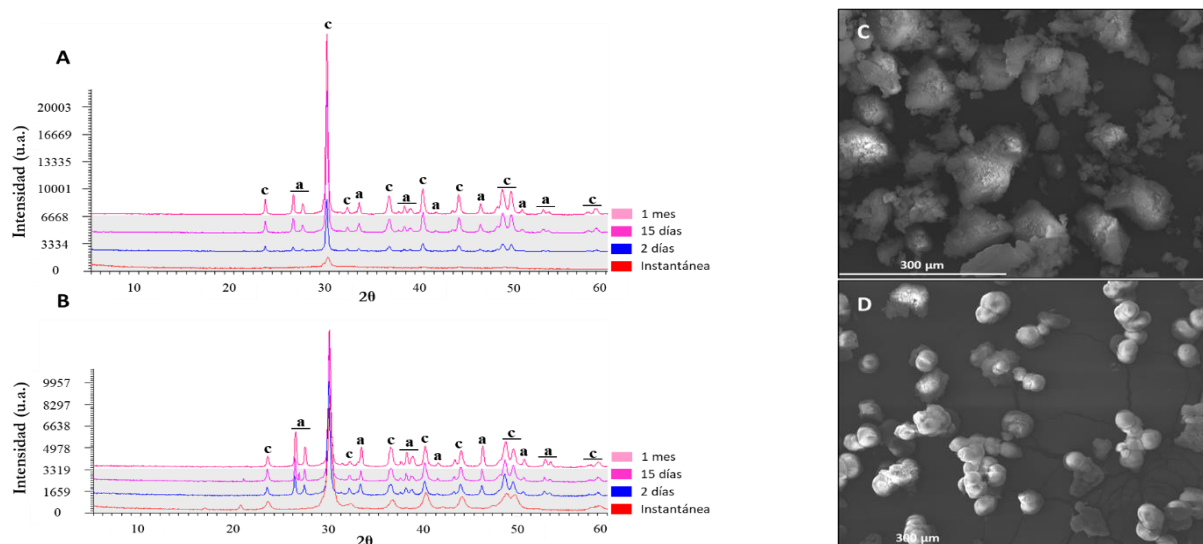 A
c
20003
16669
13335
10001
6668
3334
0
Intensidad (u.a.)
c a c a c a c a c a c a c
1 mes
15 días
2 días
Instantánea
10 20 30 40 50 60
2θ
B
9957
8297
6638
4978
3319
1659
0
Intensidad (u.a.)
c a c a c a c a c a c a a c
1 mes
15 días
2 días
Instantánea
10 20 30 40 50 60
2θ
C
300 µm
D
300 µm